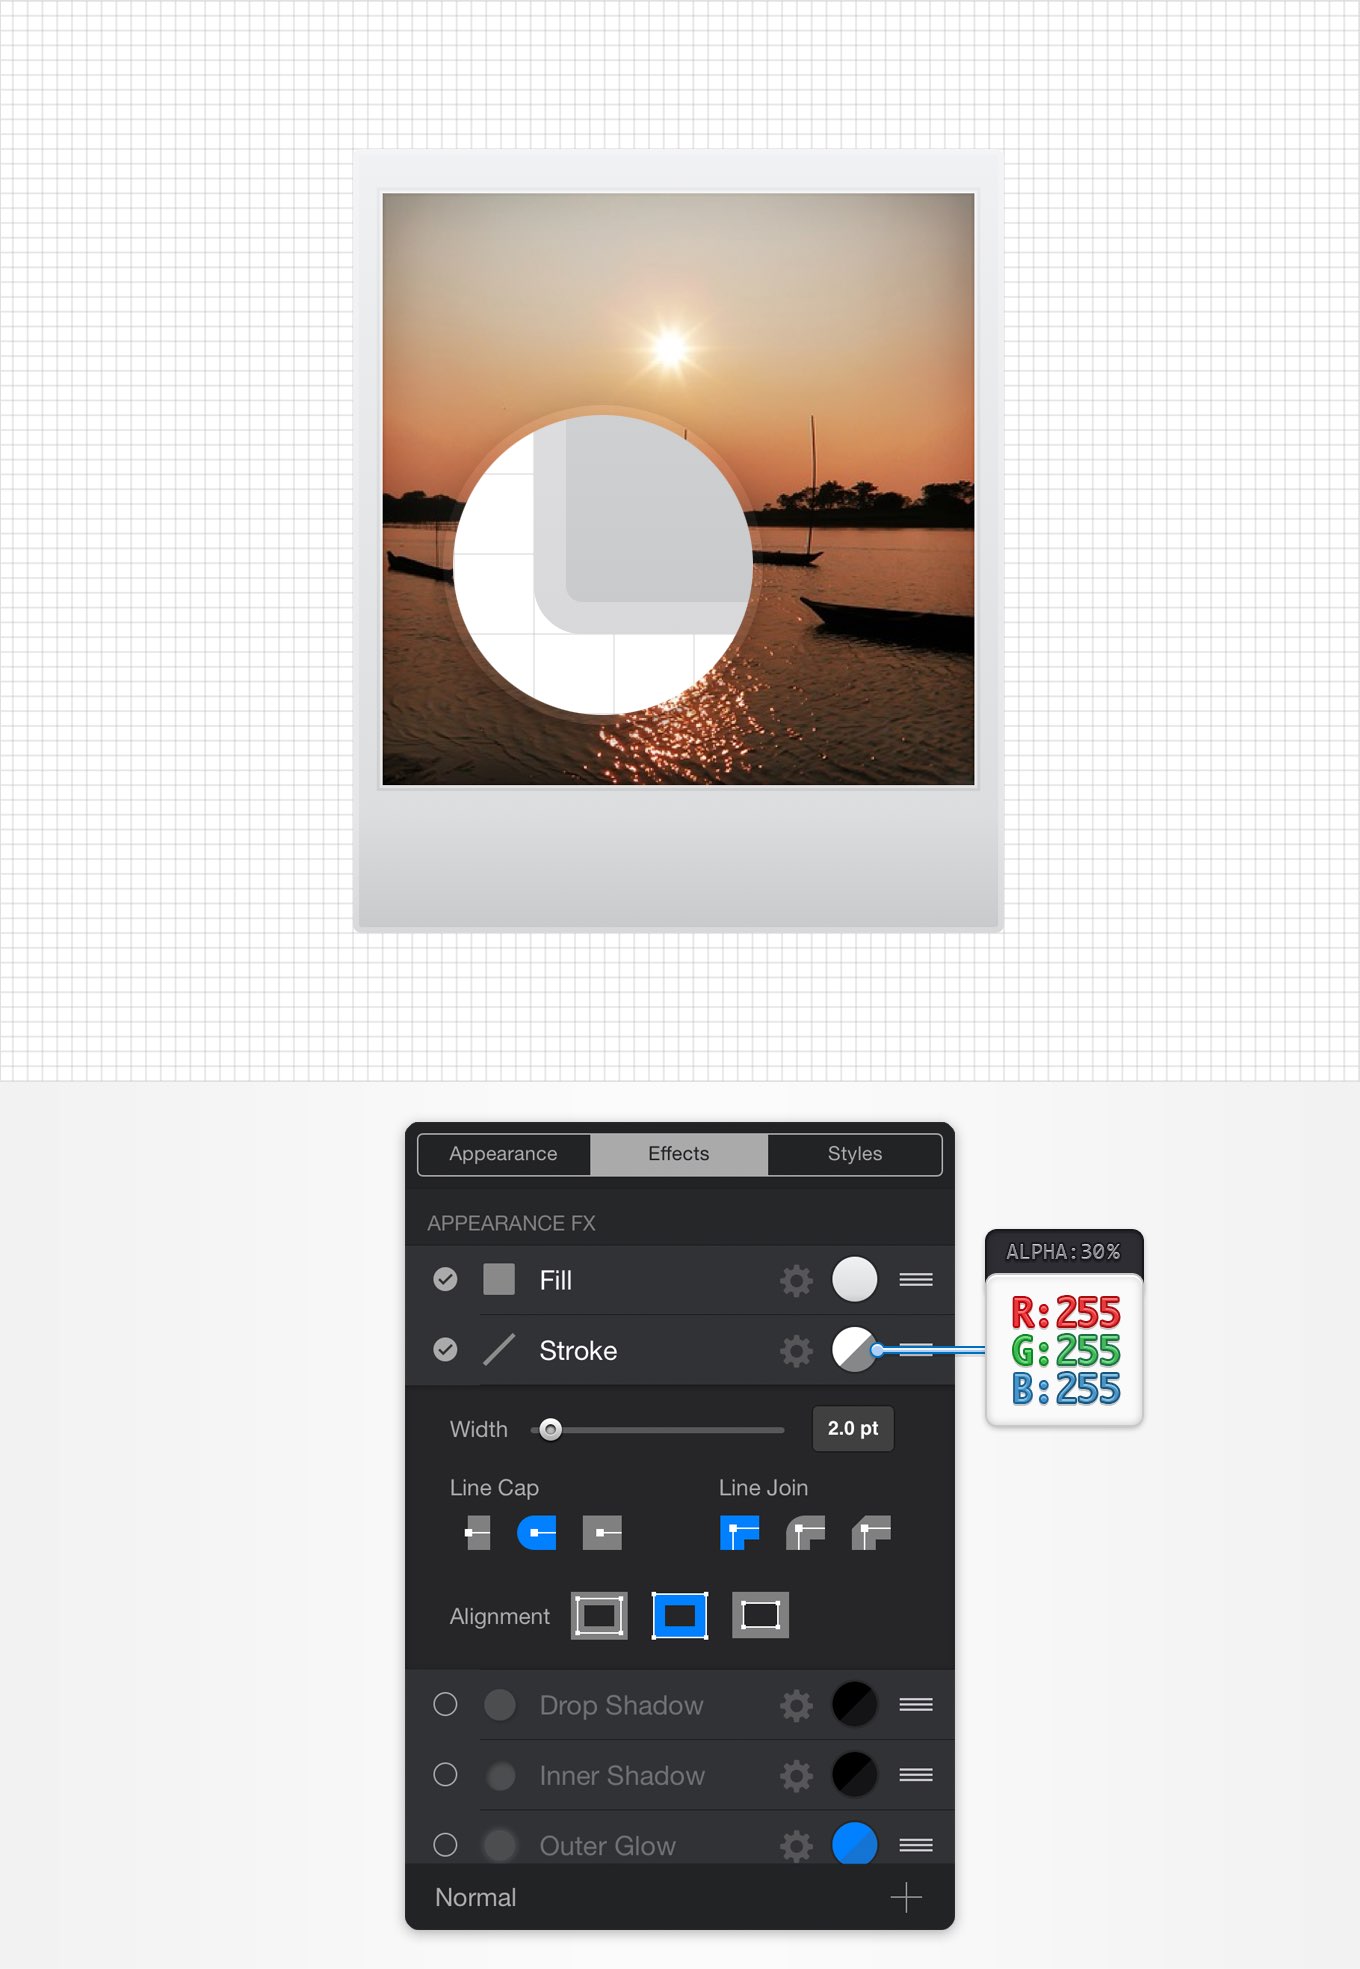 Appearance
Effects
Styles
APPEARANCE FX
Fill
Stroke
ALPHA:30%
R:255
G:255
B:255
Width
2.0 pt
Line Cap
Line Join
Alignment
Drop Shadow
Inner Shadow
Outer Glow
Normal